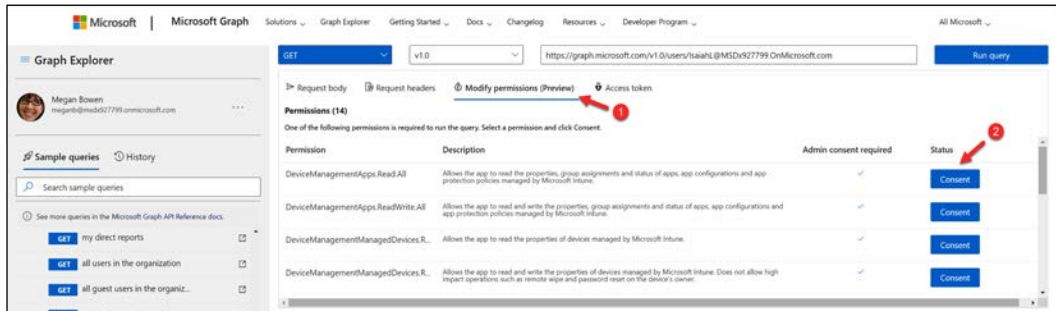 Microsoft | Microsoft Graph Solutions Graph Explorer Getting Started Docs Changelog Resources Developer Program All Microsoft
Graph Explorer
GET v1.0 https://graph.microsoft.com/v1.0/users/IsaiahL@MSDx927799.OnMicrosoft.com Run query
Megan Bowen
meganb@msdx927799.onmicrosoft.com
...
Sample queries History
Search sample queries
See more queries in the Microsoft Graph API Reference docs.
GET my direct reports
GET all users in the organization
GET all guest users in the organiz...
Request body Request headers Modify permissions (Preview) Access token
1
Permissions (14)
One of the following permissions is required to run the query. Select a permission and click Consent.
2
Permission Description Admin consent required Status
DeviceManagementApps.Read.All Allows the app to read the properties, group assignments and status of apps, app configurations and app
protection policies managed by Microsoft Intune. Consent
DeviceManagementApps.ReadWrite.All Allows the app to read and write the properties, group assignments and status of apps, app configurations and
app protection policies managed by Microsoft Intune. Consent
DeviceManagementManagedDevices.R... Allows the app to read the properties of devices managed by Microsoft Intune. Consent
DeviceManagementManagedDevices.R... Allows the app to read and write the properties of devices managed by Microsoft Intune. Does not allow high
impact operations such as remote wipe and password reset on the device's owner. Consent